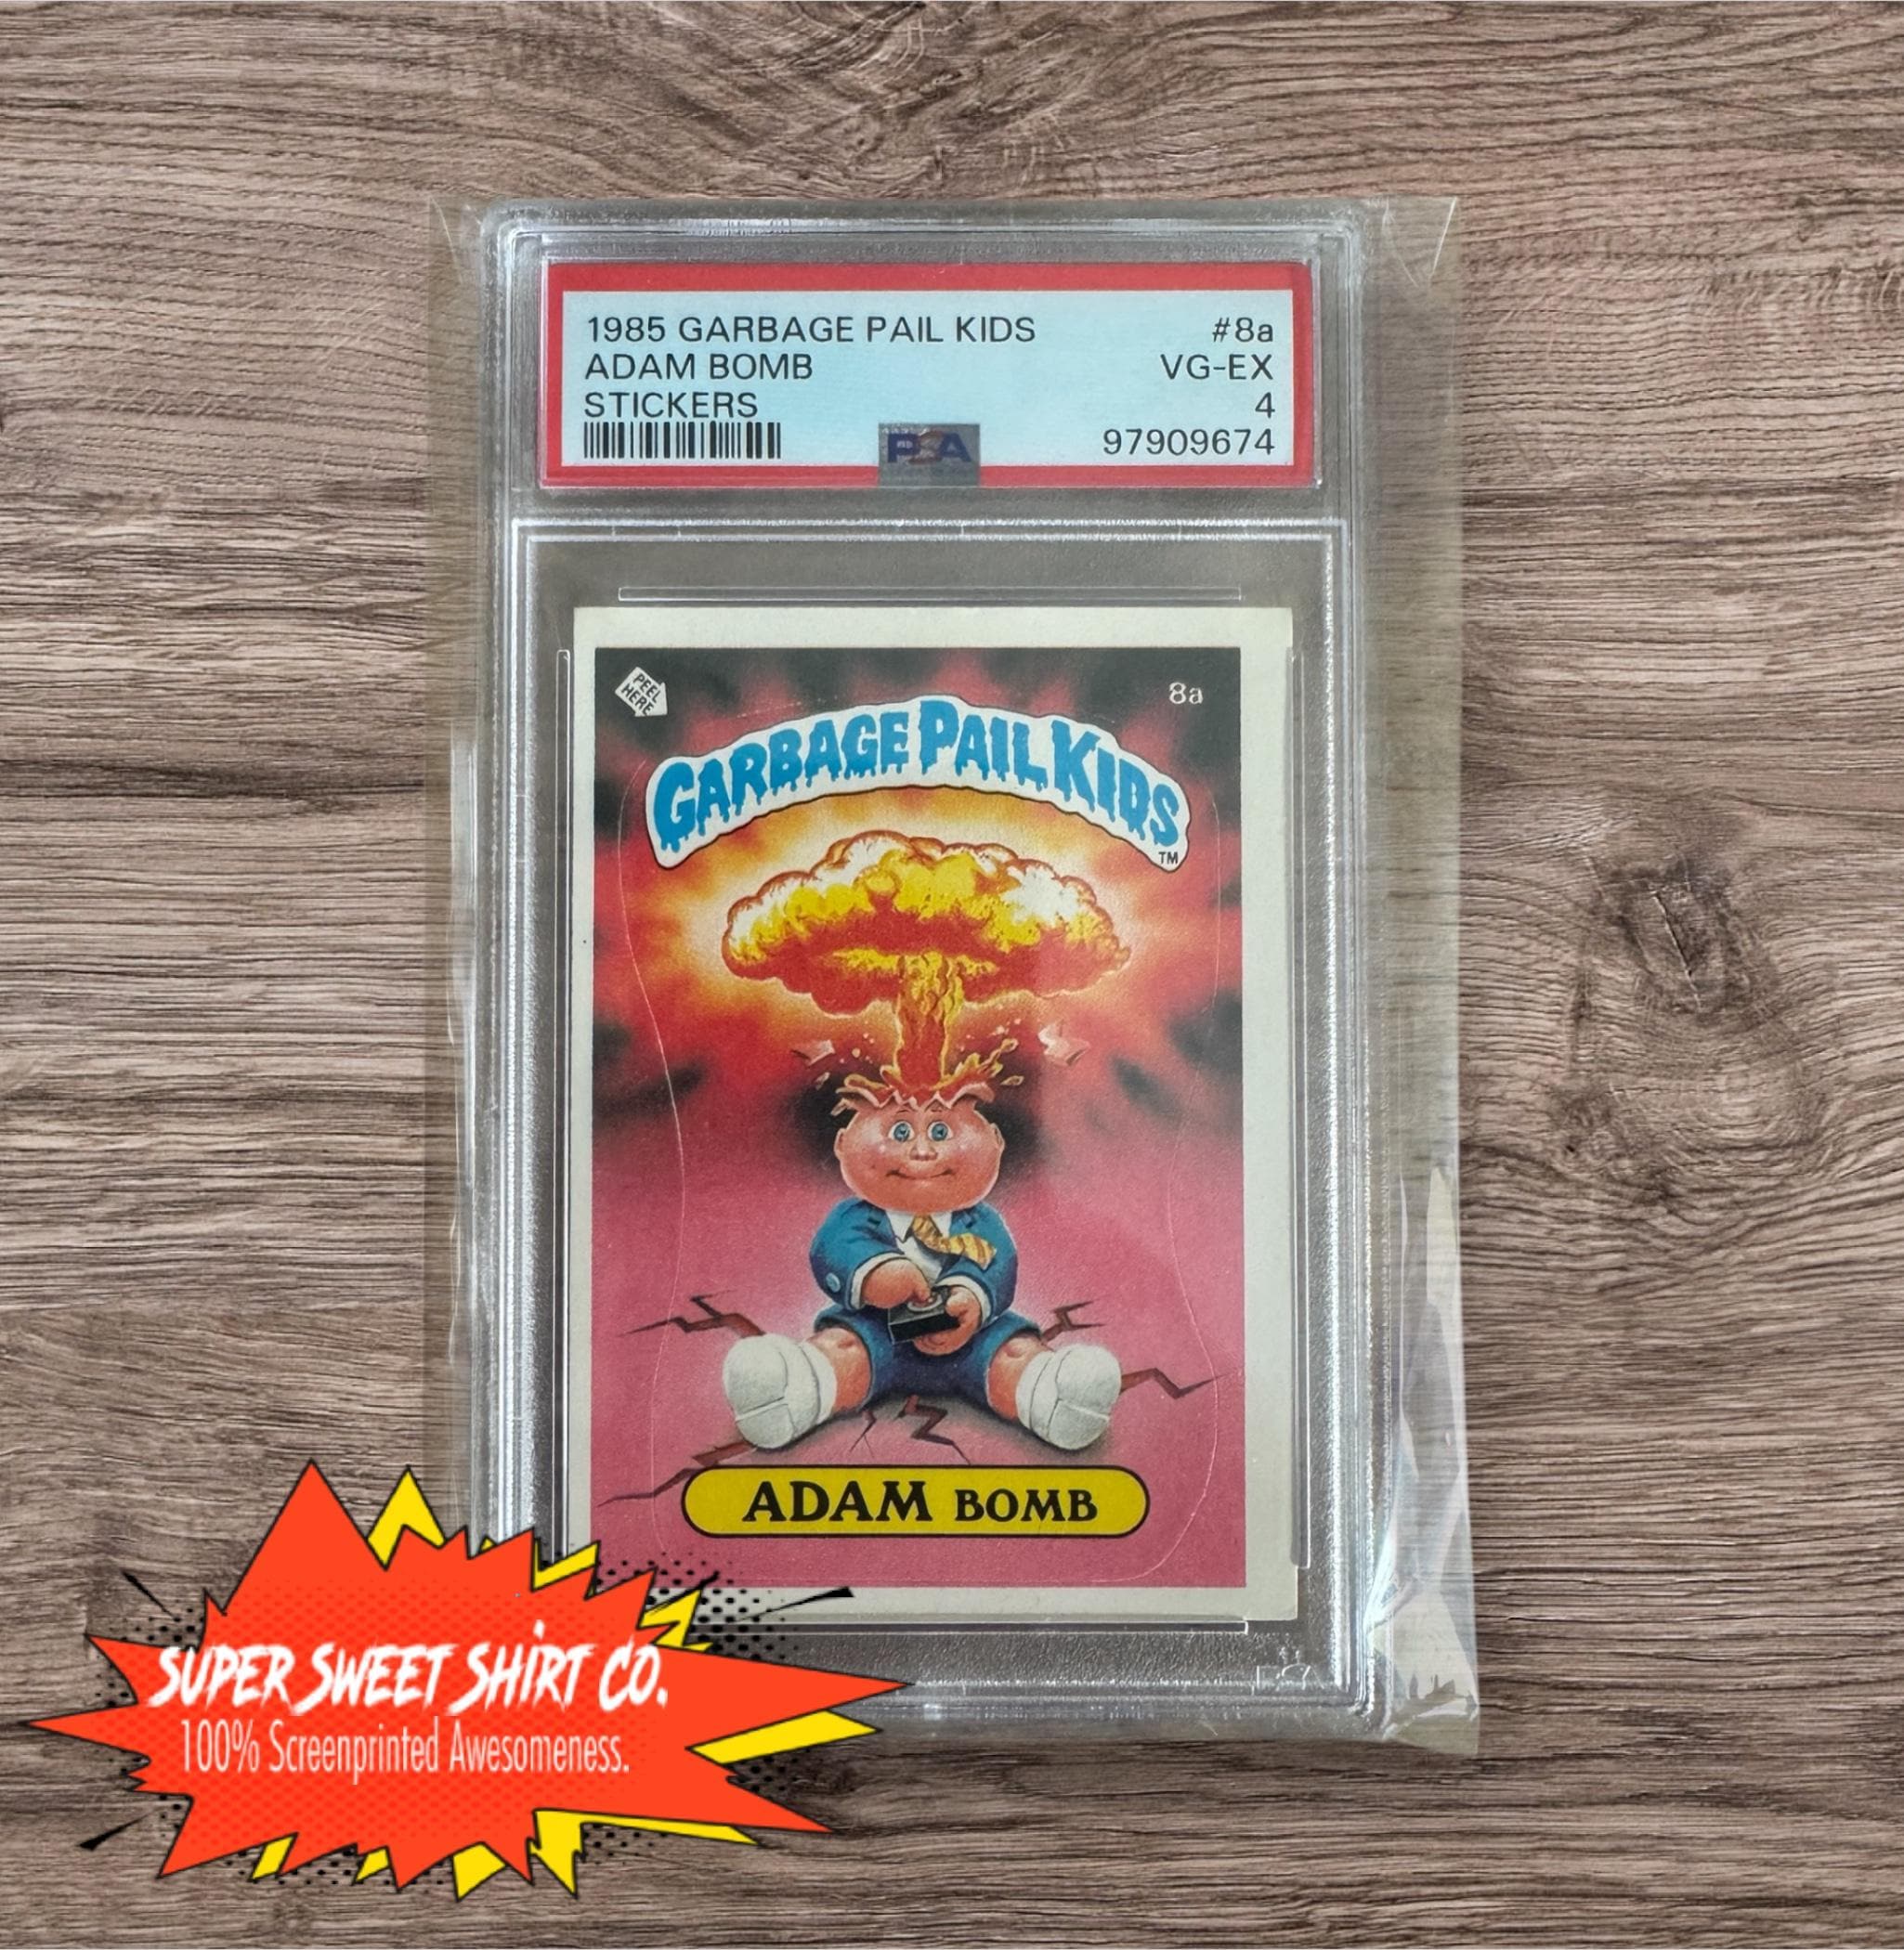 1985 GARBAGE PAIL KIDS #8a
ADAM BOMB VG-EX
STICKERS 4
PSA 97909674
PEEL HERE
8a
GARBAGE PAIL KIDS
TM
ADAM BOMB
SUPER SWEET SHIRT CO.
100% Screenprinted Awesomeness.